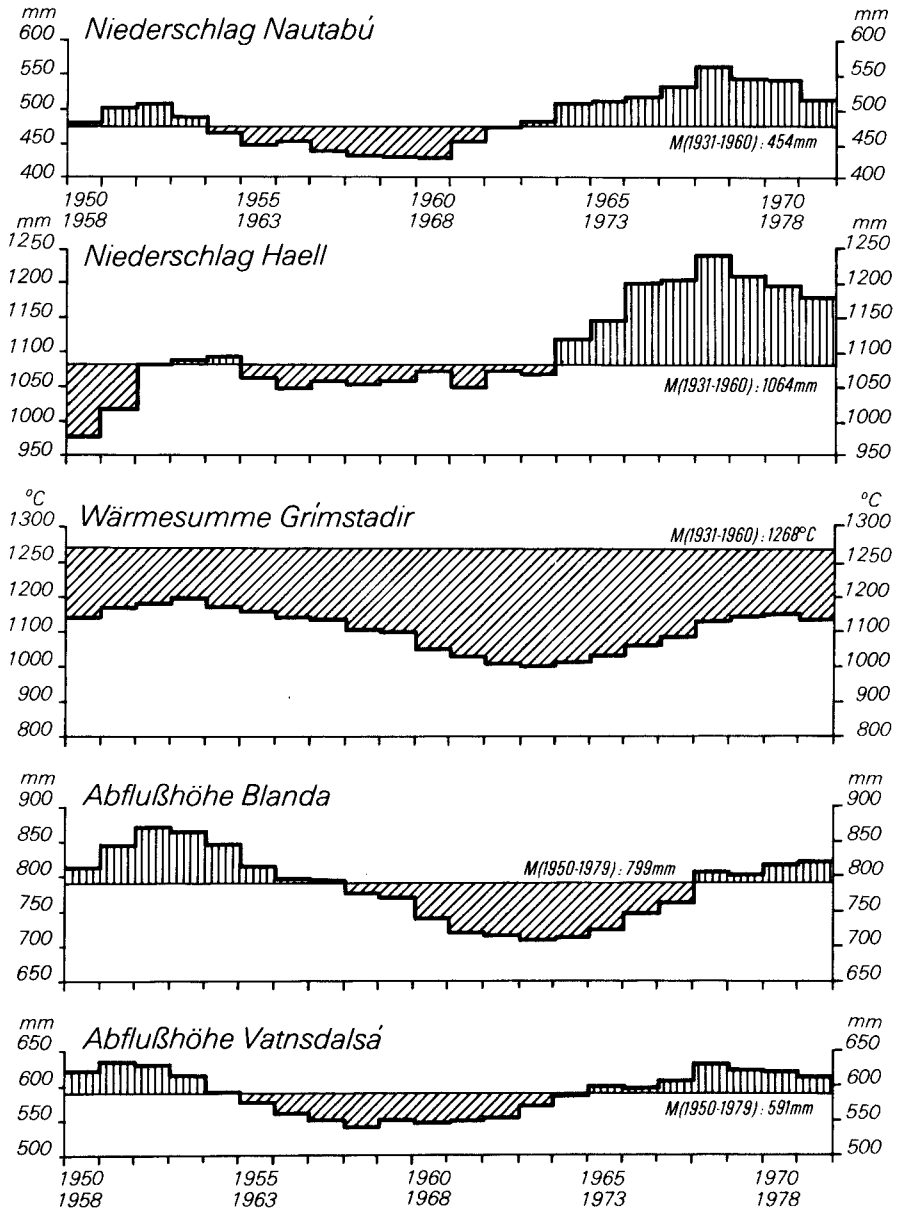 mm mm
600 Niederschlag Nautabú 600
550 550
500 500
450 M(1931-1960) : 454mm 450
400 400
1950 1955 1960 1965 1970
1958 1963 1968 1973 1978
mm mm
1250 Niederschlag Haell 1250
1200 1200
1150 1150
1100 1100
1050 M(1931-1960) : 1064mm 1050
1000 1000
950 950
°C °C
1300 Wärmesumme Grímstadir 1300
1250 M(1931-1960) : 1268°C 1250
1200 1200
1100 1100
1000 1000
900 900
800 800
mm mm
900 Abflußhöhe Blanda 900
850 850
800 M(1950-1979) : 799mm 800
750 750
700 700
650 650
mm mm
650 Abflußhöhe Vatnsdalsá 650
600 600
550 M(1950-1979) : 591mm 550
500 500
1950 1955 1960 1965 1970
1958 1963 1968 1973 1978